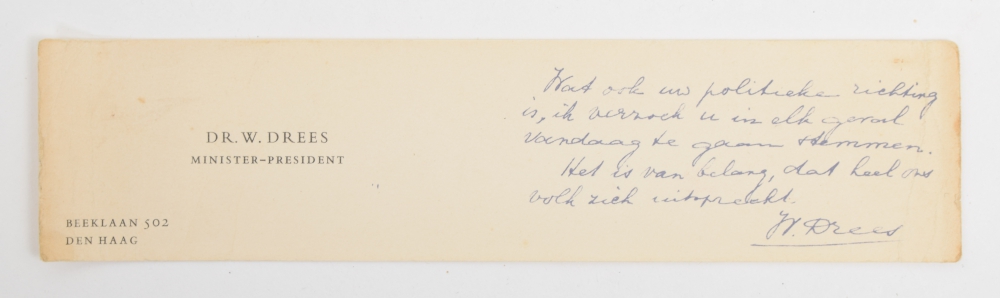 DR. W. DREES
MINISTER-PRESIDENT
BEEKLAAN 502
DEN HAAG
Wat ook uw politieke richting
is, ik verzoek u in elk geval
vandaag te gaan stemmen.
Het is van belang, dat heel ons
volk zich uitspreekt.
W. Drees